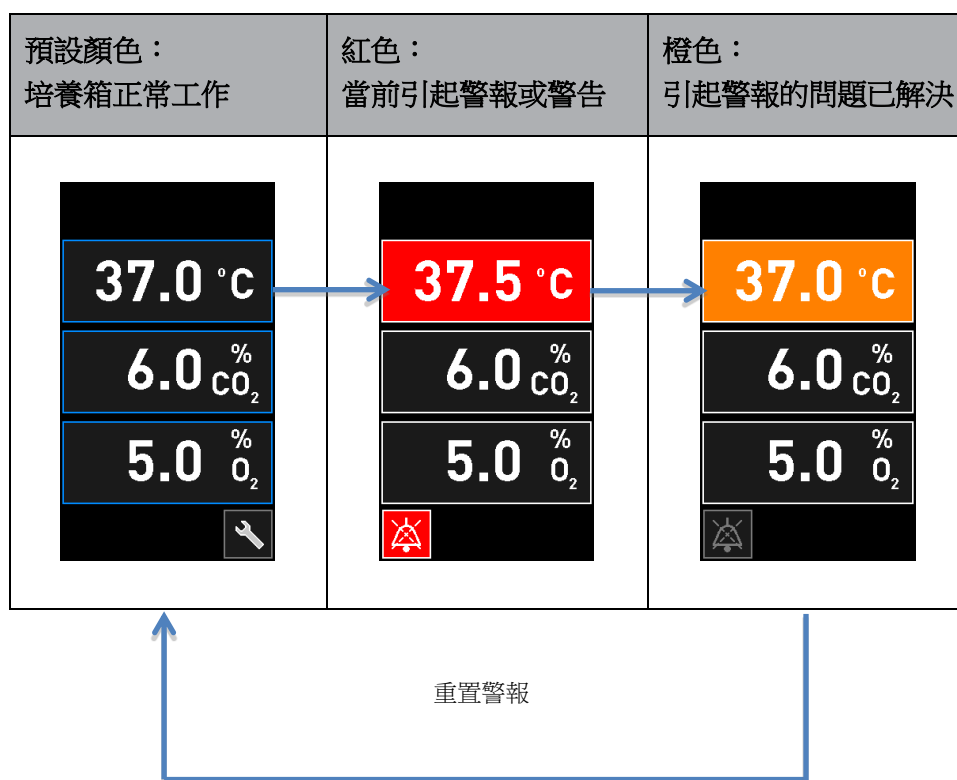 預設顏色：
培養箱正常工作
紅色：
當前引起警報或警告
橙色：
引起警報的問題已解決
37.0 °C
6.0 % CO₂
5.0 % O₂
37.5 °C
6.0 % CO₂
5.0 % O₂
37.0 °C
6.0 % CO₂
5.0 % O₂
重置警報